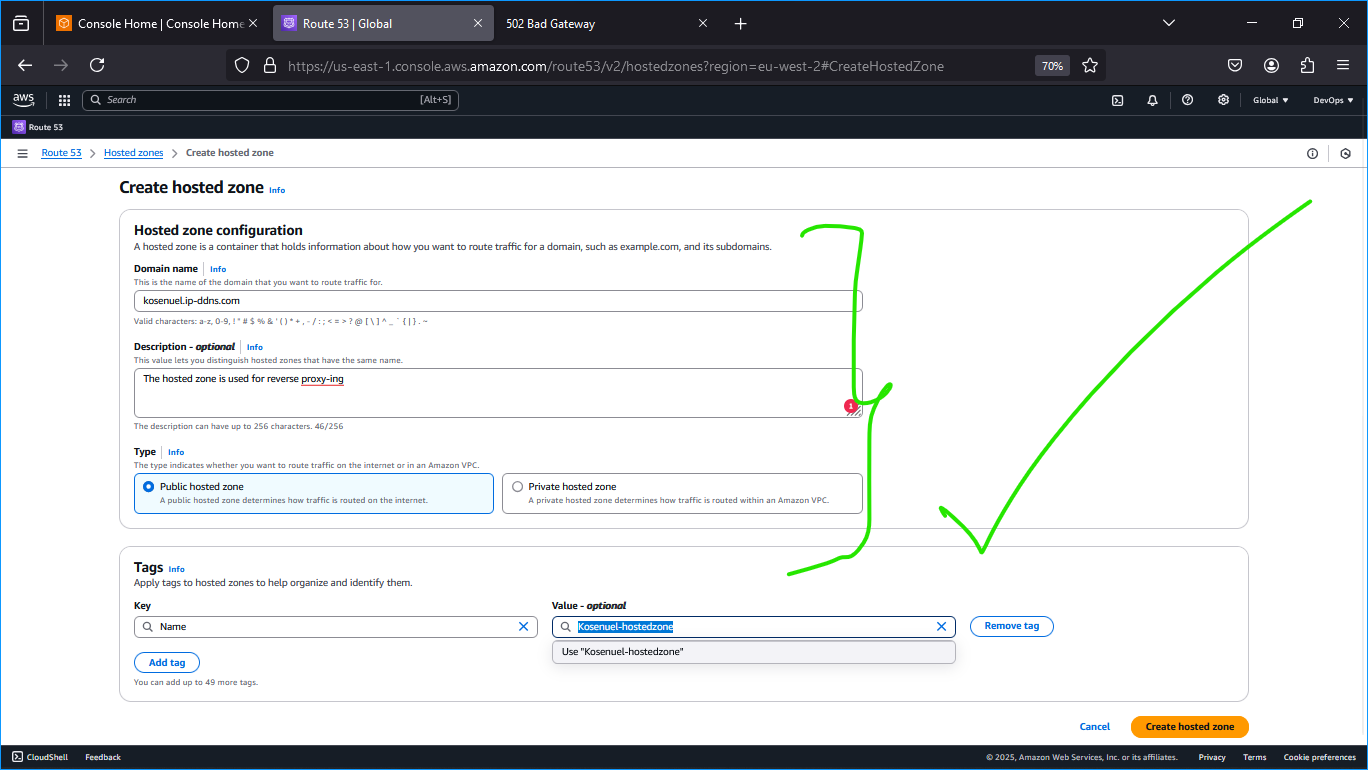 Console Home | Console Home
Route 53 | Global
502 Bad Gateway
https://us-east-1.console.aws.amazon.com/route53/v2/hostedzones?region=eu-west-2#CreateHostedZone
70%
aws
Search
[Alt+S]
Global
DevOps
Route 53
Route 53 > Hosted zones > Create hosted zone
Create hosted zone Info
Hosted zone configuration
A hosted zone is a container that holds information about how you want to route traffic for a domain, such as example.com, and its subdomains.
Domain name Info
This is the name of the domain that you want to route traffic for.
kosenuel.ip-ddns.com
Valid characters: a-z, 0-9, ! " # $ % & ' ( ) * + , - / : ; < = > ? @ [ \ ] ^ _ ` { | } . ~
Description - optional Info
This value lets you distinguish hosted zones that have the same name.
The hosted zone is used for reverse proxy-ing
1
The description can have up to 256 characters. 46/256
Type Info
The type indicates whether you want to route traffic on the internet or in an Amazon VPC.
Public hosted zone
A public hosted zone determines how traffic is routed on the internet.
Private hosted zone
A private hosted zone determines how traffic is routed within an Amazon VPC.
Tags Info
Apply tags to hosted zones to help organize and identify them.
Key
Value - optional
Name
Kosenuel-hostedzone
Remove tag
Use "Kosenuel-hostedzone"
Add tag
You can add up to 49 more tags.
Cancel
Create hosted zone
CloudShell
Feedback
© 2025, Amazon Web Services, Inc. or its affiliates.
Privacy
Terms
Cookie preferences